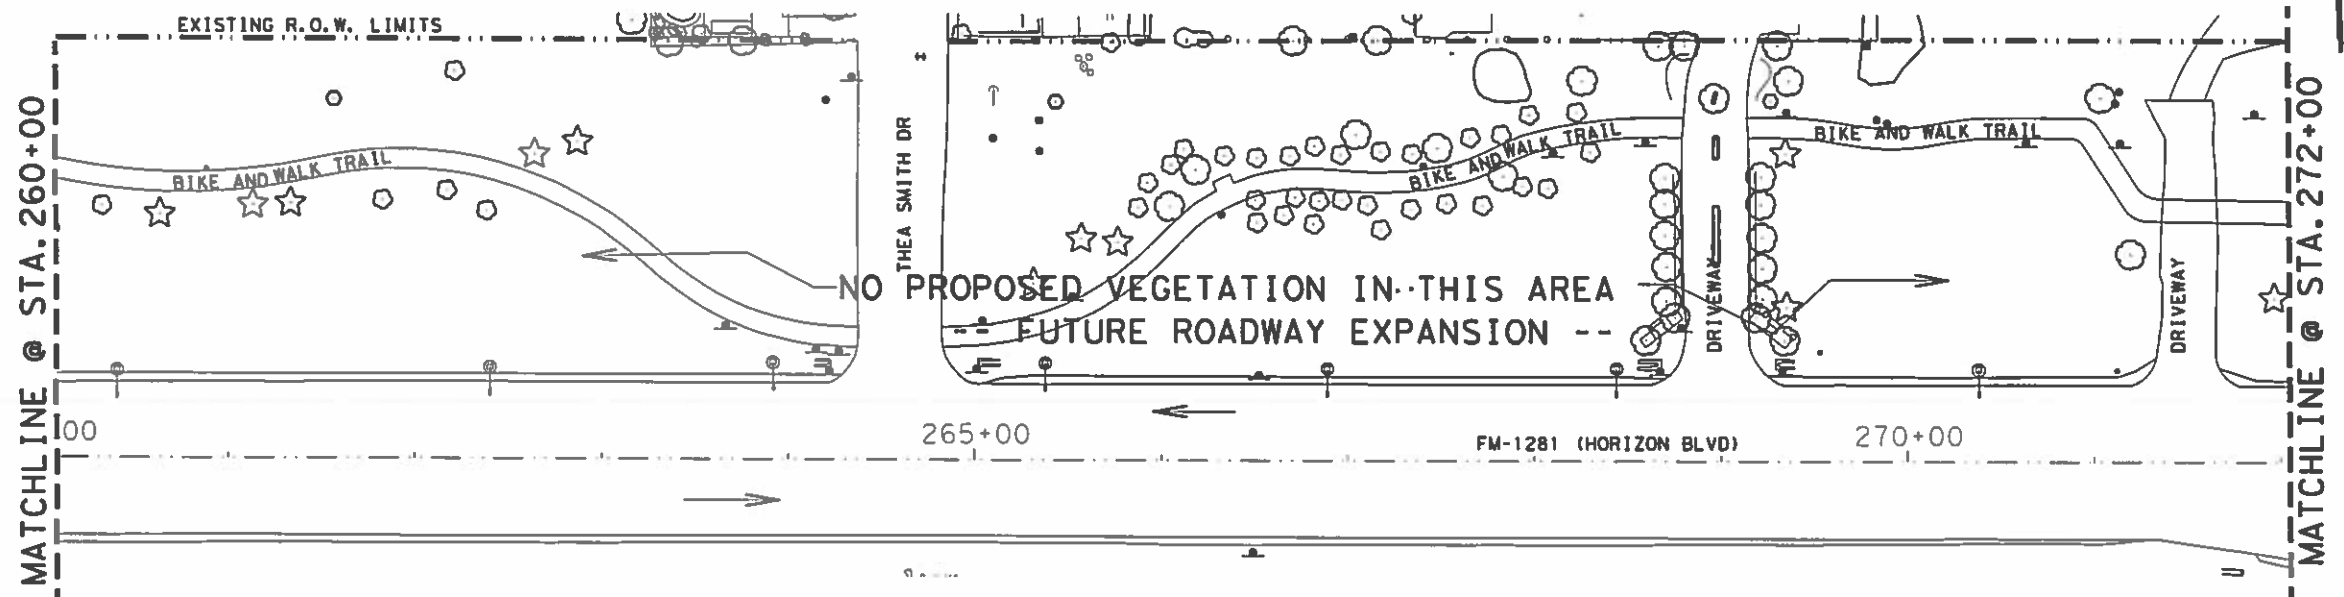 EXISTING R.O.W. LIMITS
MATCHLINE @ STA.260+00
BIKE AND WALK TRAIL
THEA SMITH DR
BIKE AND WALK TRAIL
BIKE AND WALK TRAIL
NO PROPOSED VEGETATION IN THIS AREA
FUTURE ROADWAY EXPANSION --
DRIVEWAY
DRIVEWAY
MATCHLINE @ STA.272+00
00
265+00
FM-1281 (HORIZON BLVD)
270+00